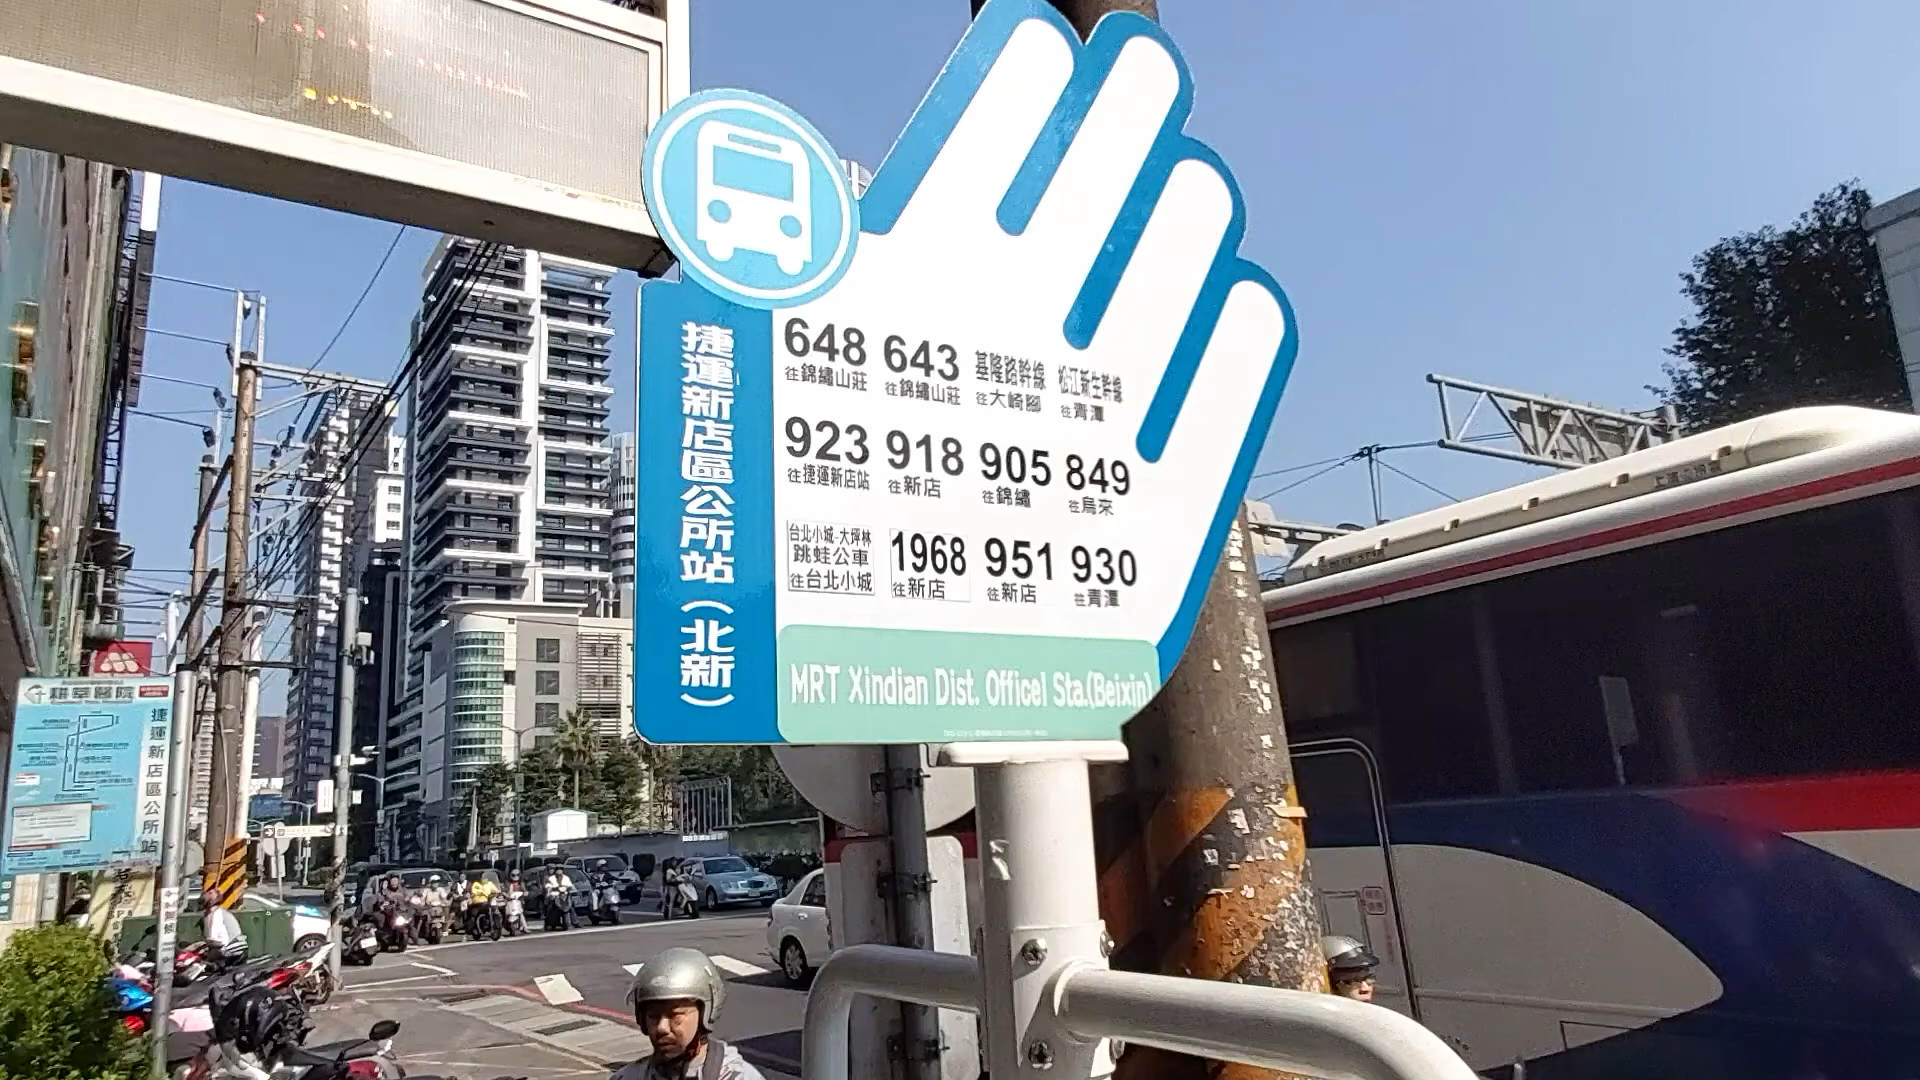 捷運新店區公所站（北新）
648 643 基隆路幹線 松江新生幹線
往錦繡山莊 往錦繡山莊 往大崎腳 往青潭
923 918 905 849
往捷運新店站 往新店 往錦繡 往烏來
台北小城-大坪林
跳蛙公車
往台北小城
1968 951 930
往新店 往新店 往青潭
MRT Xindian Dist. Officel Sta.(Beixin)
耕莘醫院
捷運新店區公所站